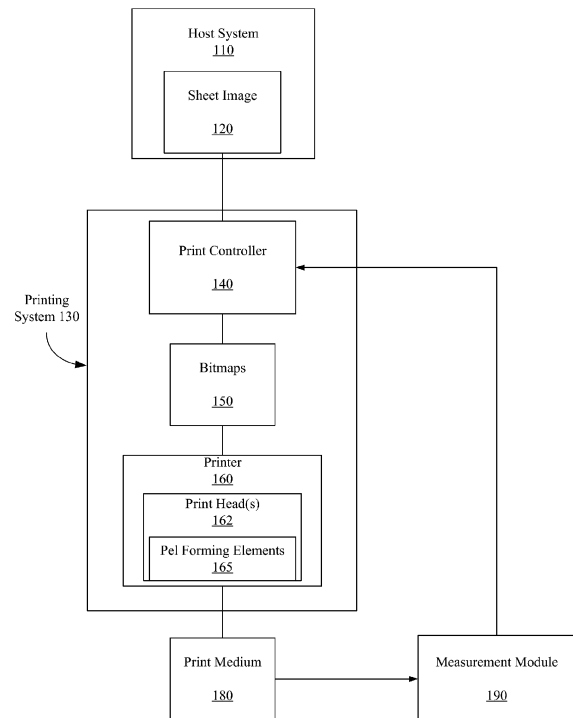 Host System
110
Sheet Image
120
Print Controller
140
Printing
System 130
Bitmaps
150
Printer
160
Print Head(s)
162
Pel Forming Elements
165
Print Medium
180
Measurement Module
190